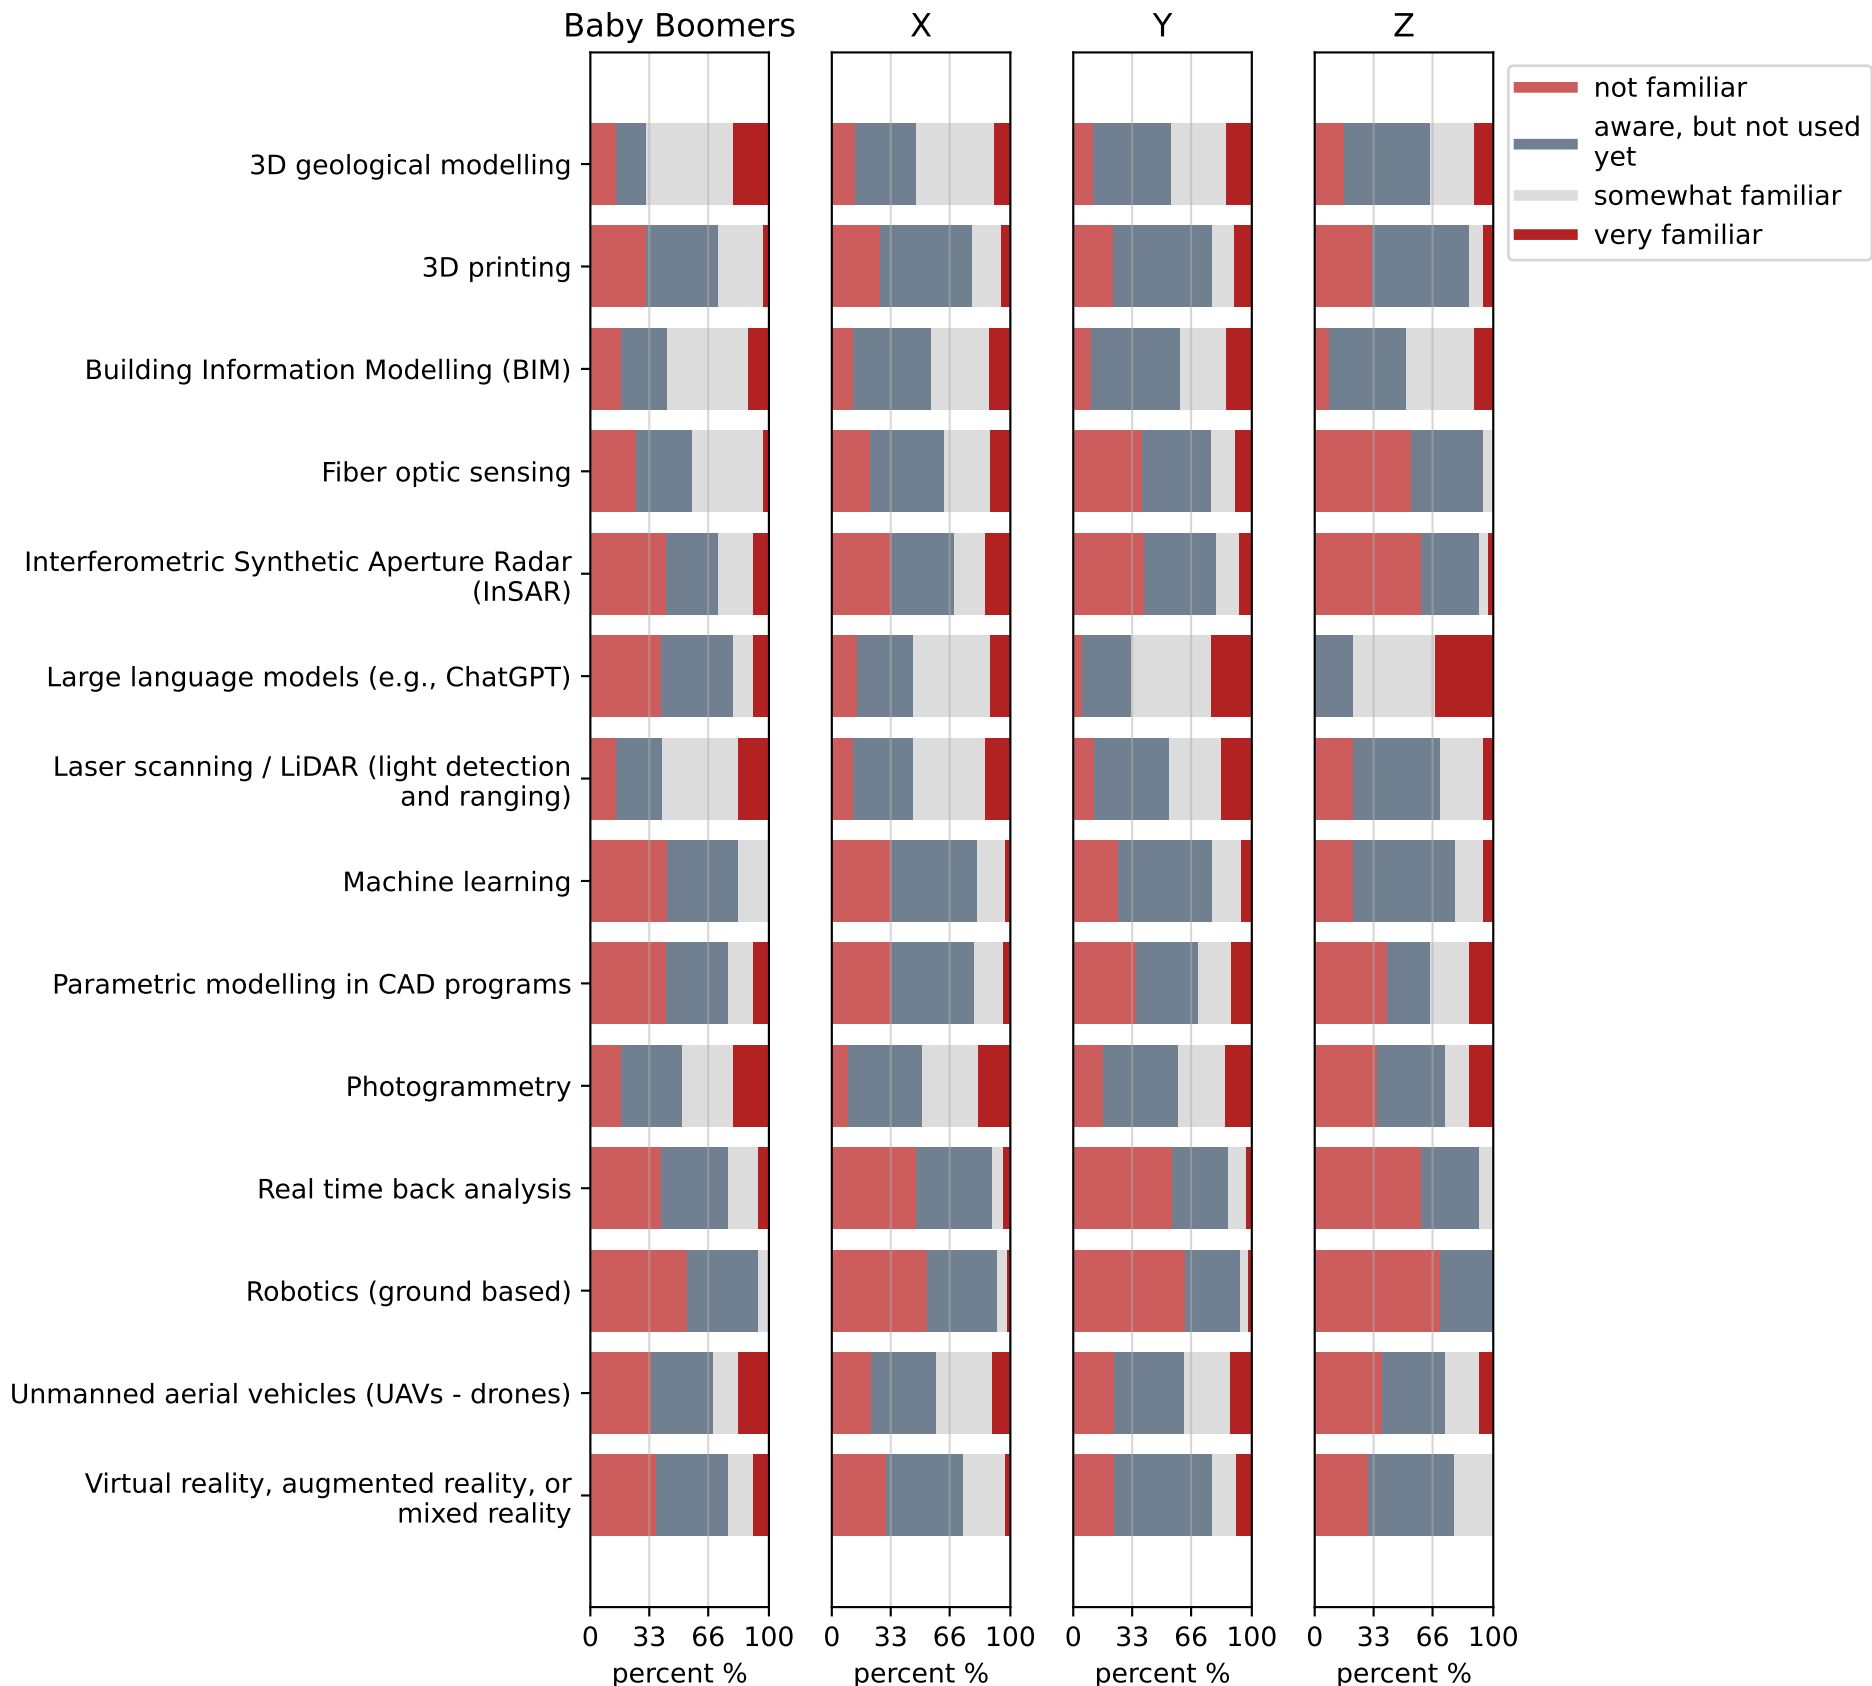 Baby Boomers
X
Y
Z
not familiar
aware, but not used
yet
somewhat familiar
very familiar
3D geological modelling
3D printing
Building Information Modelling (BIM)
Fiber optic sensing
Interferometric Synthetic Aperture Radar
(InSAR)
Large language models (e.g., ChatGPT)
Laser scanning / LiDAR (light detection
and ranging)
Machine learning
Parametric modelling in CAD programs
Photogrammetry
Real time back analysis
Robotics (ground based)
Unmanned aerial vehicles (UAVs - drones)
Virtual reality, augmented reality, or
mixed reality
0 33 66 100
0 33 66 100
0 33 66 100
0 33 66 100
percent %
percent %
percent %
percent %